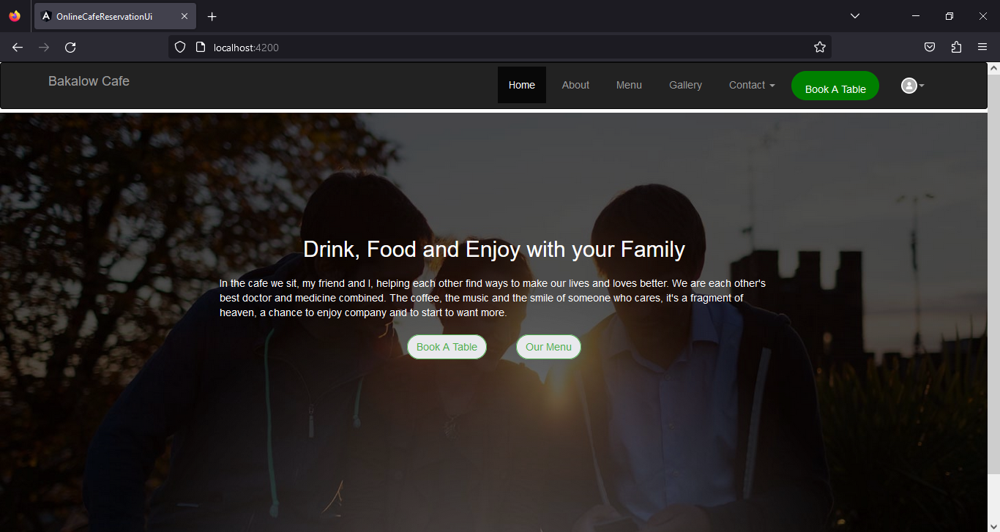 OnlineCafeReservationUi
localhost:4200
Bakalow Cafe
Home About Menu Gallery Contact Book A Table
Drink, Food and Enjoy with your Family
In the cafe we sit, my friend and I, helping each other find ways to make our lives and loves better. We are each other's
best doctor and medicine combined. The coffee, the music and the smile of someone who cares, it's a fragment of
heaven, a chance to enjoy company and to start to want more.
Book A Table Our Menu